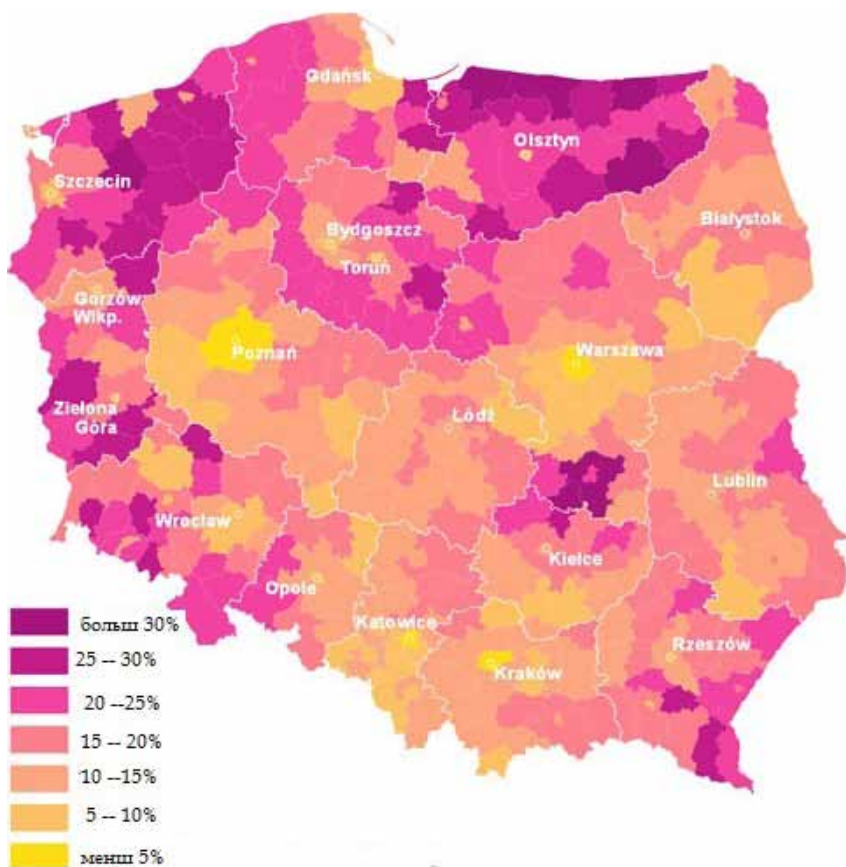 Gdańsk
Olsztyn
Szczecin
Białystok
Bydgoszcz
Toruń
Gorzów
Wlkp.
Poznań
Warszawa
Zielona
Góra
Łódź
Lublin
Wrocław
Kielce
Opole
Katowice
Rzeszów
Kraków
больш 30%
25 -- 30%
20 --25%
15 -- 20%
10 --15%
5 -- 10%
менш 5%